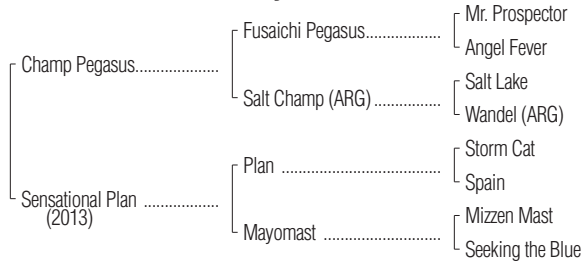 Mr. Prospector
Fusaichi Pegasus..................
Angel Fever
Champ Pegasus....................
Salt Lake
Salt Champ (ARG) ................
Wandel (ARG)
Storm Cat
Plan ......................................
Spain
Sensational Plan ..................
(2013)
Mizzen Mast
Mayomast ............................
Seeking the Blue